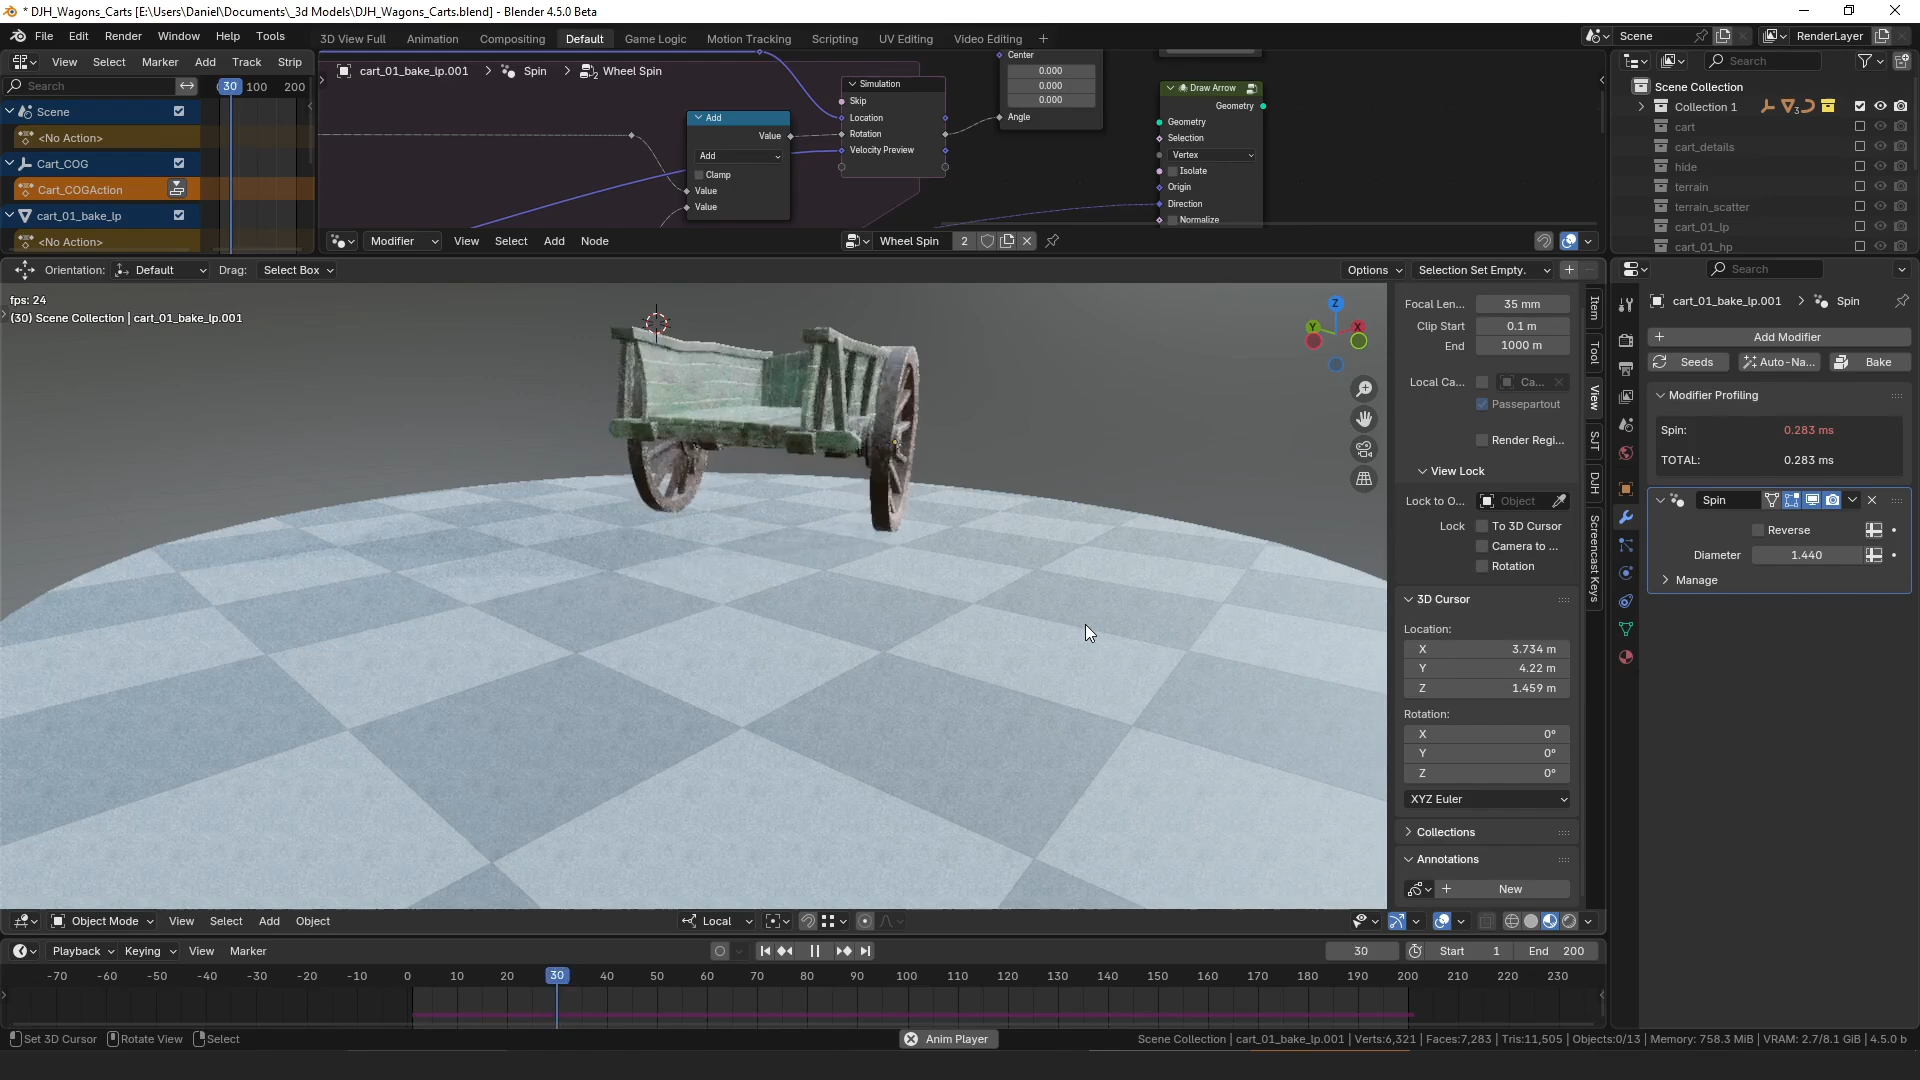 * DJH_Wagons_Carts [E:\Users\Daniel\Documents\_3d Models\DJH_Wagons_Carts.blend] - Blender 4.5.0 Beta
File Edit Render Window Help Tools
3D View Full Animation Compositing Default Game Logic Motion Tracking Scripting UV Editing Video Editing
Scene RenderLayer
View Select Marker Add Track Strip
Search 30 100 200
Scene
<No Action>
Cart_COG
Cart_COGAction
cart_01_bake_lp
<No Action>
cart_01_bake_lp.001 Spin Wheel Spin
Add
Value
Add
Clamp
Value
Value
Simulation
Skip
Location
Rotation
Velocity Preview
Center
0.000
0.000
0.000
Angle
Draw Arrow
Geometry
Geometry
Selection
Vertex
Isolate
Origin
Direction
Normalize
Modifier View Select Add Node
Wheel Spin 2
Search
Scene Collection
Collection 1 3
cart
cart_details
hide
terrain
terrain_scatter
cart_01_lp
cart_01_hp
Orientation: Default Drag: Select Box
Options Selection Set Empty.
fps: 24
(30) Scene Collection | cart_01_bake_lp.001
Z
Y X
Focal Len... 35 mm
Clip Start 0.1 m
End 1000 m
Local Ca... Ca...
Passepartout
Render Regi...
View Lock
Lock to O... Object
Lock To 3D Cursor
Camera to ...
Rotation
3D Cursor
Location:
X 3.734 m
Y 4.22 m
Z 1.459 m
Rotation:
X 0°
Y 0°
Z 0°
XYZ Euler
Collections
Annotations
New
Item
Tool
View
SJT
DJH
Screencast Keys
Search
cart_01_bake_lp.001 Spin
Add Modifier
Seeds Auto-Na... Bake
Modifier Profiling
Spin: 0.283 ms
TOTAL: 0.283 ms
Spin
Reverse
Diameter 1.440
Manage
Object Mode View Select Add Object
Local
Playback Keying View Marker
30 Start 1 End 200
-70 -60 -50 -40 -30 -20 -10 0 10 20 30 40 50 60 70 80 90 100 110 120 130 140 150 160 170 180 190 200 210 220 230
Set 3D Cursor Rotate View Select
Anim Player
Scene Collection | cart_01_bake_lp.001 | Verts:6,321 | Faces:7,283 | Tris:11,505 | Objects:0/13 | Memory: 758.3 MiB | VRAM: 2.7/8.1 GiB | 4.5.0 b